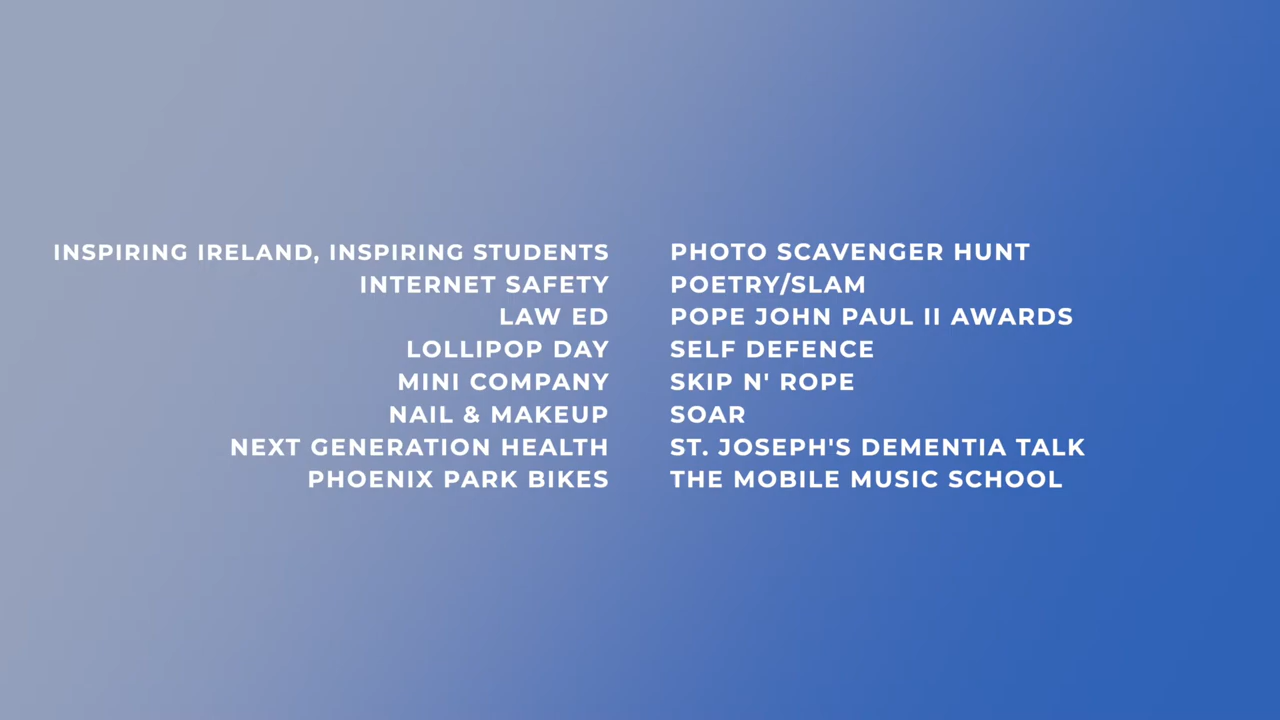 INSPIRING IRELAND, INSPIRING STUDENTS
INTERNET SAFETY
LAW ED
LOLLIPOP DAY
MINI COMPANY
NAIL & MAKEUP
NEXT GENERATION HEALTH
PHOENIX PARK BIKES
PHOTO SCAVENGER HUNT
POETRY/SLAM
POPE JOHN PAUL II AWARDS
SELF DEFENCE
SKIP N' ROPE
SOAR
ST. JOSEPH'S DEMENTIA TALK
THE MOBILE MUSIC SCHOOL